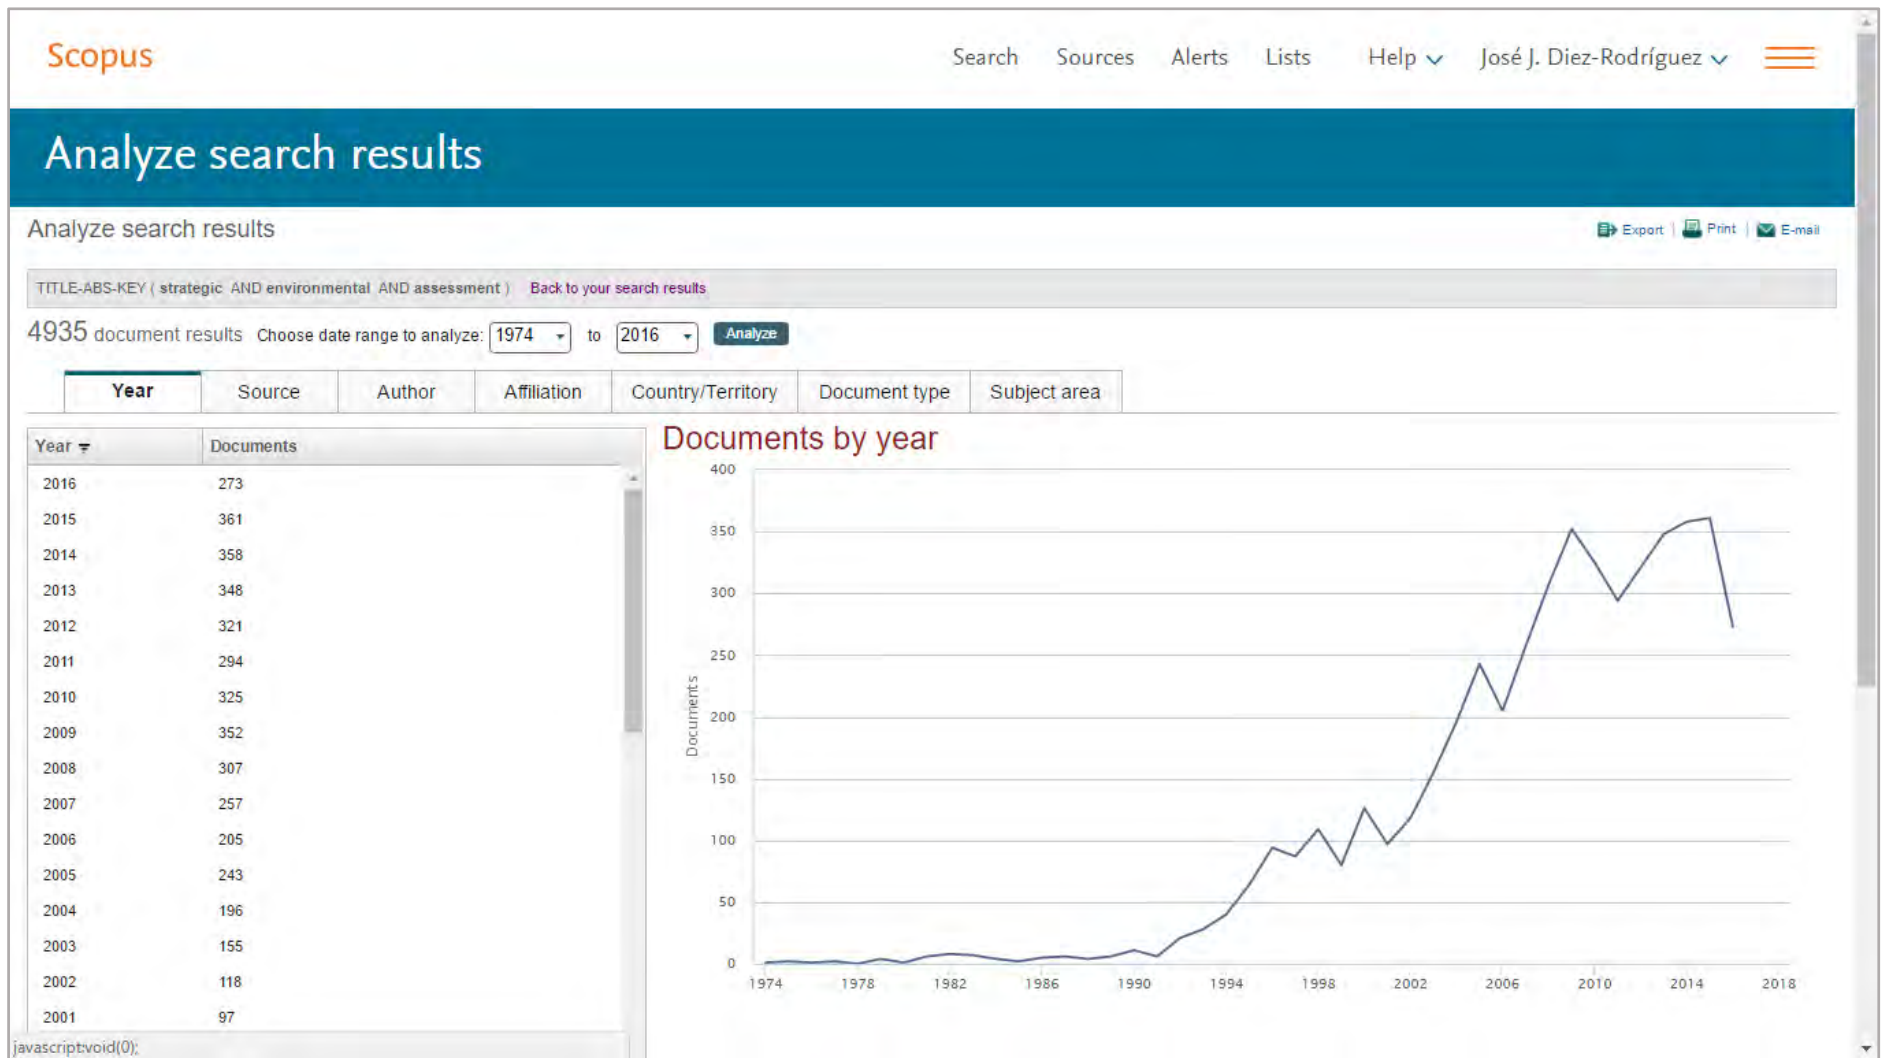 Scopus
Search Sources Alerts Lists Help José J. Diez-Rodríguez
Analyze search results
Analyze search results
Export | Print | E-mail
TITLE-ABS-KEY ( strategic AND environmental AND assessment ) Back to your search results
4935 document results Choose date range to analyze: 1974 to 2016 Analyze
Year Source Author Affiliation Country/Territory Document type Subject area
Year Documents
2016 273
2015 361
2014 358
2013 348
2012 321
2011 294
2010 325
2009 352
2008 307
2007 257
2006 205
2005 243
2004 196
2003 155
2002 118
2001 97
Documents by year
400
350
300
250
200
150
100
50
0
Documents
1974 1978 1982 1986 1990 1994 1998 2002 2006 2010 2014 2018
javascript:void(0);